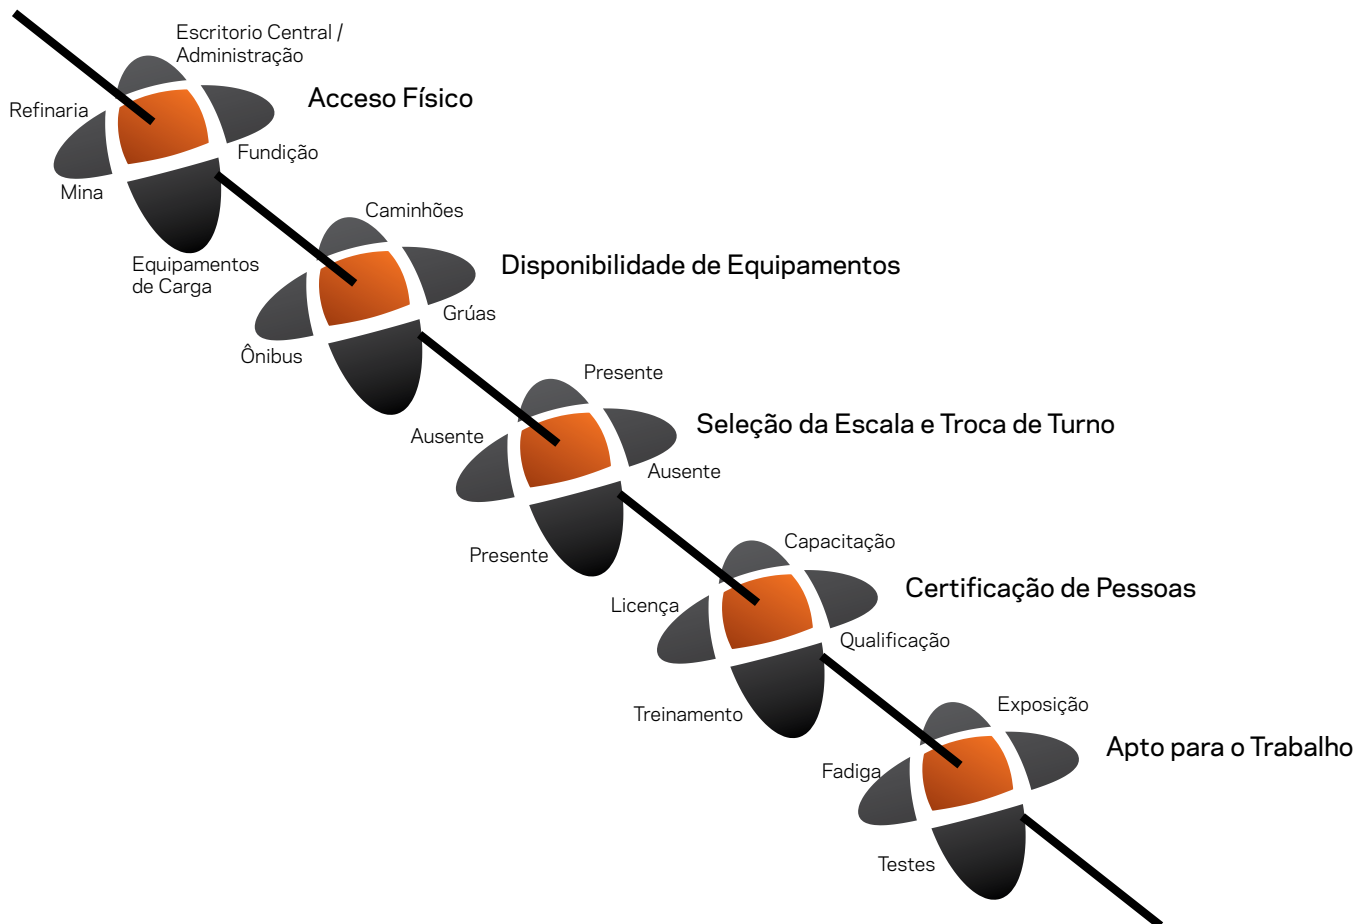 Escritorio Central /
Administração
Acceso Físico
Refinaria
Fundição
Mina
Equipamentos
de Carga
Caminhões
Disponibilidade de Equipamentos
Grúas
Ônibus
Presente
Seleção da Escala e Troca de Turno
Ausente
Ausente
Presente
Capacitação
Certificação de Pessoas
Licença
Qualificação
Treinamento
Exposição
Apto para o Trabalho
Fadiga
Testes